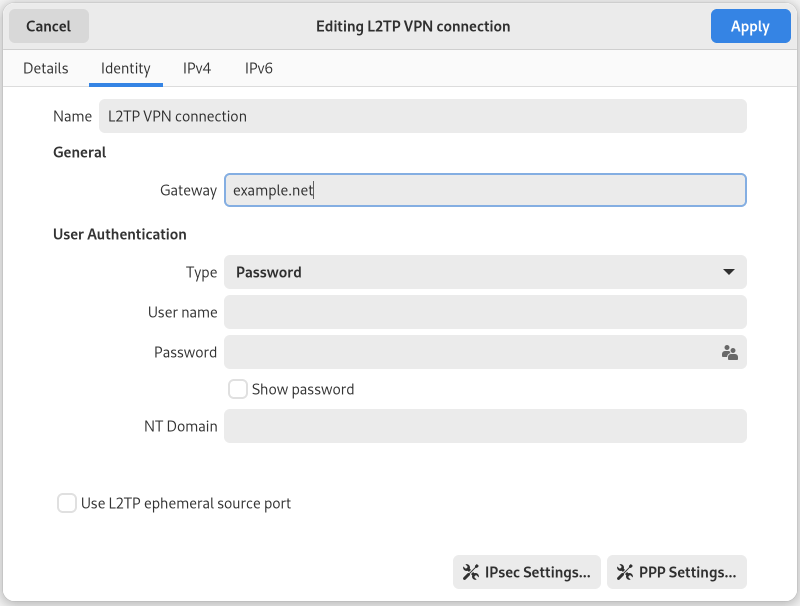 Cancel Editing L2TP VPN connection Apply
Details Identity IPv4 IPv6
Name L2TP VPN connection
General
Gateway example.net
User Authentication
Type Password
User name
Password
Show password
NT Domain
Use L2TP ephemeral source port
IPsec Settings... PPP Settings...